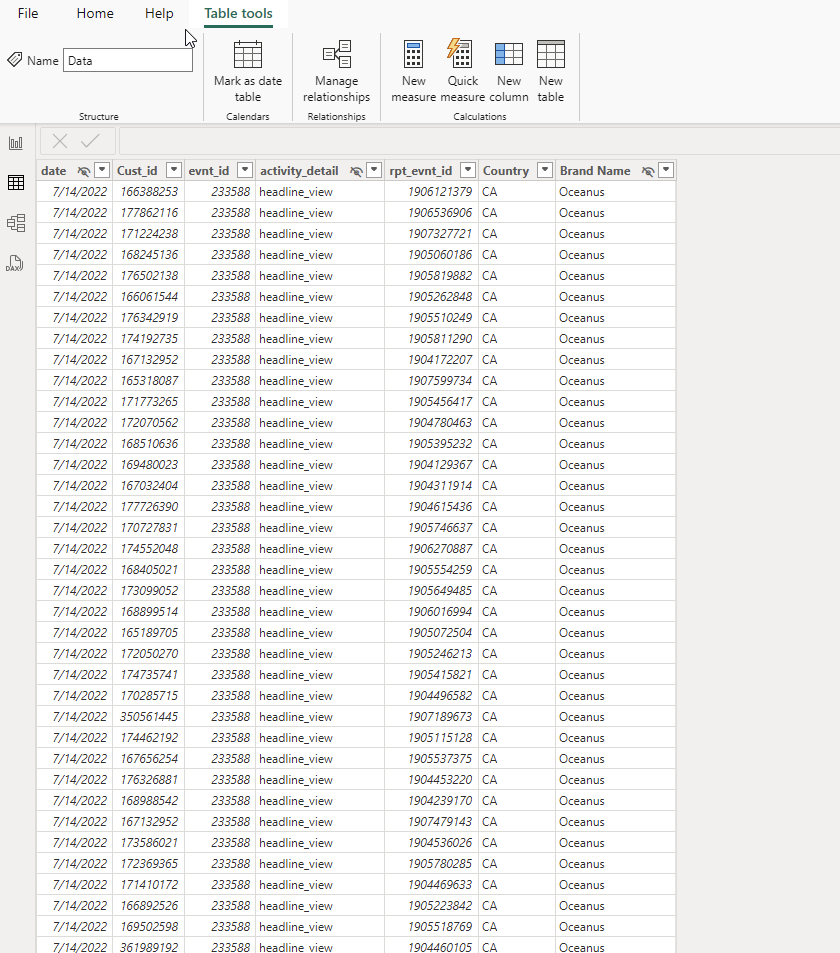 File Home Help Table tools
Name Data
Mark as date table
Manage relationships
New measure
Quick measure
New column
New table
Structure Calendars Relationships Calculations
date Cust_id evnt_id activity_detail rpt_evnt_id Country Brand Name
7/14/2022 166388253 233588 headline_view 1906121379 CA Oceanus
7/14/2022 177862116 233588 headline_view 1906536906 CA Oceanus
7/14/2022 171224238 233588 headline_view 1907327721 CA Oceanus
7/14/2022 168245136 233588 headline_view 1905060186 CA Oceanus
7/14/2022 176502138 233588 headline_view 1905819882 CA Oceanus
7/14/2022 166061544 233588 headline_view 1905262848 CA Oceanus
7/14/2022 176342919 233588 headline_view 1905510249 CA Oceanus
7/14/2022 174192735 233588 headline_view 1905811290 CA Oceanus
7/14/2022 167132952 233588 headline_view 1904172207 CA Oceanus
7/14/2022 165318087 233588 headline_view 1907599734 CA Oceanus
7/14/2022 171773265 233588 headline_view 1905456417 CA Oceanus
7/14/2022 172070562 233588 headline_view 1904780463 CA Oceanus
7/14/2022 168510636 233588 headline_view 1905395232 CA Oceanus
7/14/2022 169480023 233588 headline_view 1904129367 CA Oceanus
7/14/2022 167032404 233588 headline_view 1904311914 CA Oceanus
7/14/2022 177726390 233588 headline_view 1904615436 CA Oceanus
7/14/2022 170727831 233588 headline_view 1905746637 CA Oceanus
7/14/2022 174552048 233588 headline_view 1906270887 CA Oceanus
7/14/2022 168405021 233588 headline_view 1905554259 CA Oceanus
7/14/2022 173099052 233588 headline_view 1905649485 CA Oceanus
7/14/2022 168899514 233588 headline_view 1906016994 CA Oceanus
7/14/2022 165189705 233588 headline_view 1905072504 CA Oceanus
7/14/2022 172050270 233588 headline_view 1905246213 CA Oceanus
7/14/2022 174735741 233588 headline_view 1905415821 CA Oceanus
7/14/2022 170285715 233588 headline_view 1904496582 CA Oceanus
7/14/2022 350561445 233588 headline_view 1907189673 CA Oceanus
7/14/2022 174462192 233588 headline_view 1905115128 CA Oceanus
7/14/2022 167656254 233588 headline_view 1905537375 CA Oceanus
7/14/2022 176326881 233588 headline_view 1904453220 CA Oceanus
7/14/2022 168988542 233588 headline_view 1904239170 CA Oceanus
7/14/2022 167132952 233588 headline_view 1907479143 CA Oceanus
7/14/2022 173586021 233588 headline_view 1904536026 CA Oceanus
7/14/2022 172369365 233588 headline_view 1905780285 CA Oceanus
7/14/2022 171410172 233588 headline_view 1904469633 CA Oceanus
7/14/2022 166892526 233588 headline_view 1905223842 CA Oceanus
7/14/2022 169502598 233588 headline_view 1905518769 CA Oceanus
7/14/2022 361989192 233588 headline_view 1904460105 CA Oceanus
DAX